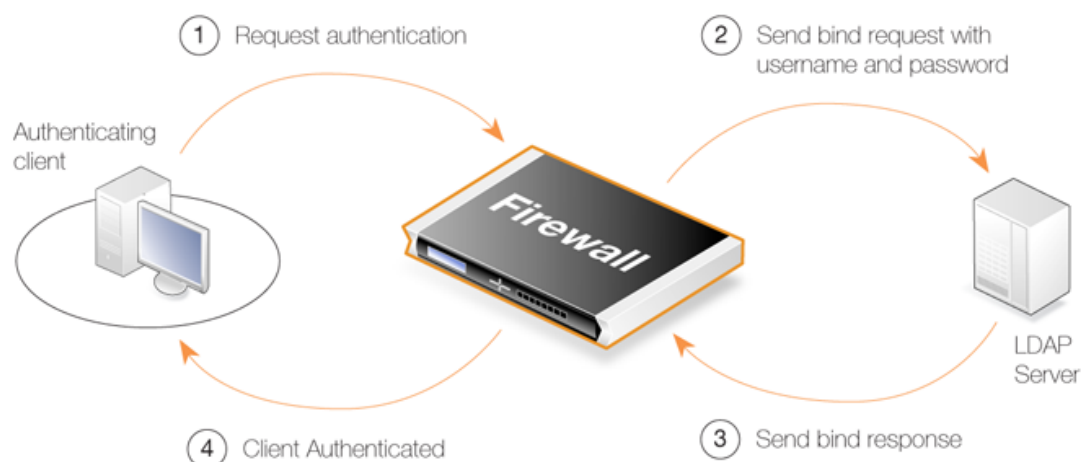 1 Request authentication
2 Send bind request with
username and password
Authenticating
client
Firewall
LDAP
Server
4 Client Authenticated
3 Send bind response